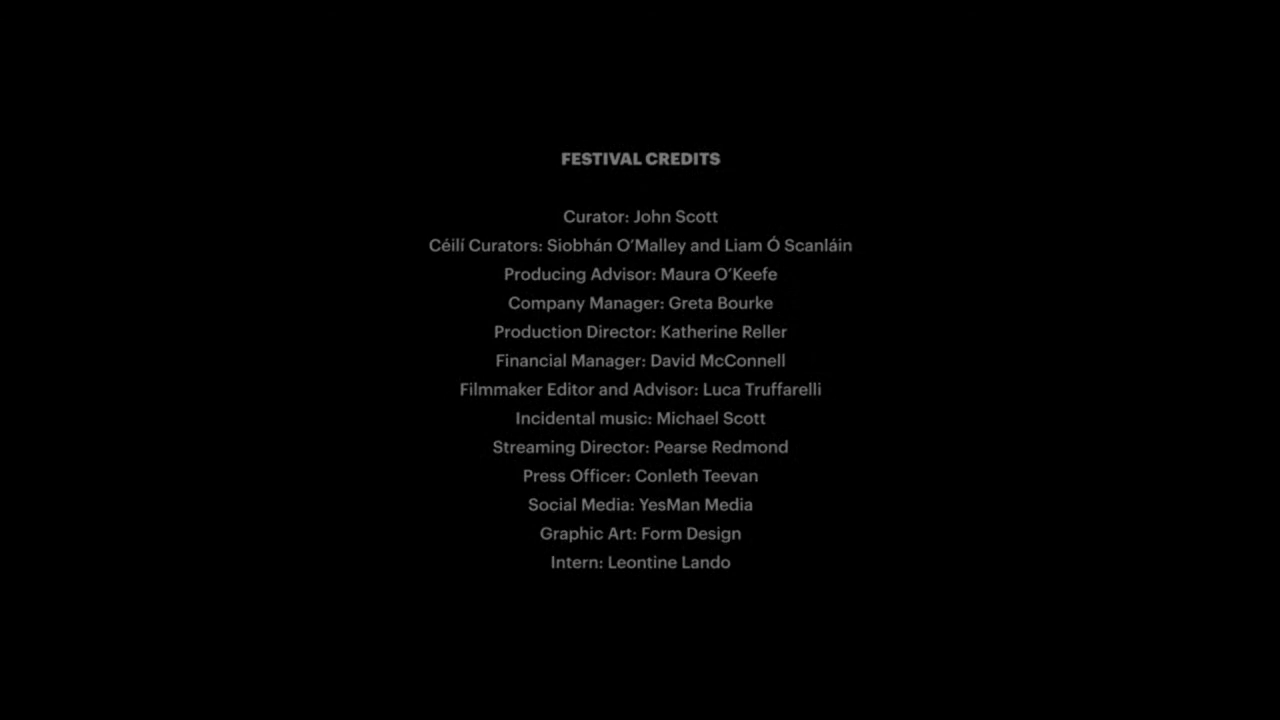 FESTIVAL CREDITS
Curator: John Scott
Céilí Curators: Siobhán O’Malley and Liam Ó Scanláin
Producing Advisor: Maura O’Keefe
Company Manager: Greta Bourke
Production Director: Katherine Reller
Financial Manager: David McConnell
Filmmaker Editor and Advisor: Luca Truffarelli
Incidental music: Michael Scott
Streaming Director: Pearse Redmond
Press Officer: Conleth Teevan
Social Media: YesMan Media
Graphic Art: Form Design
Intern: Leontine Lando